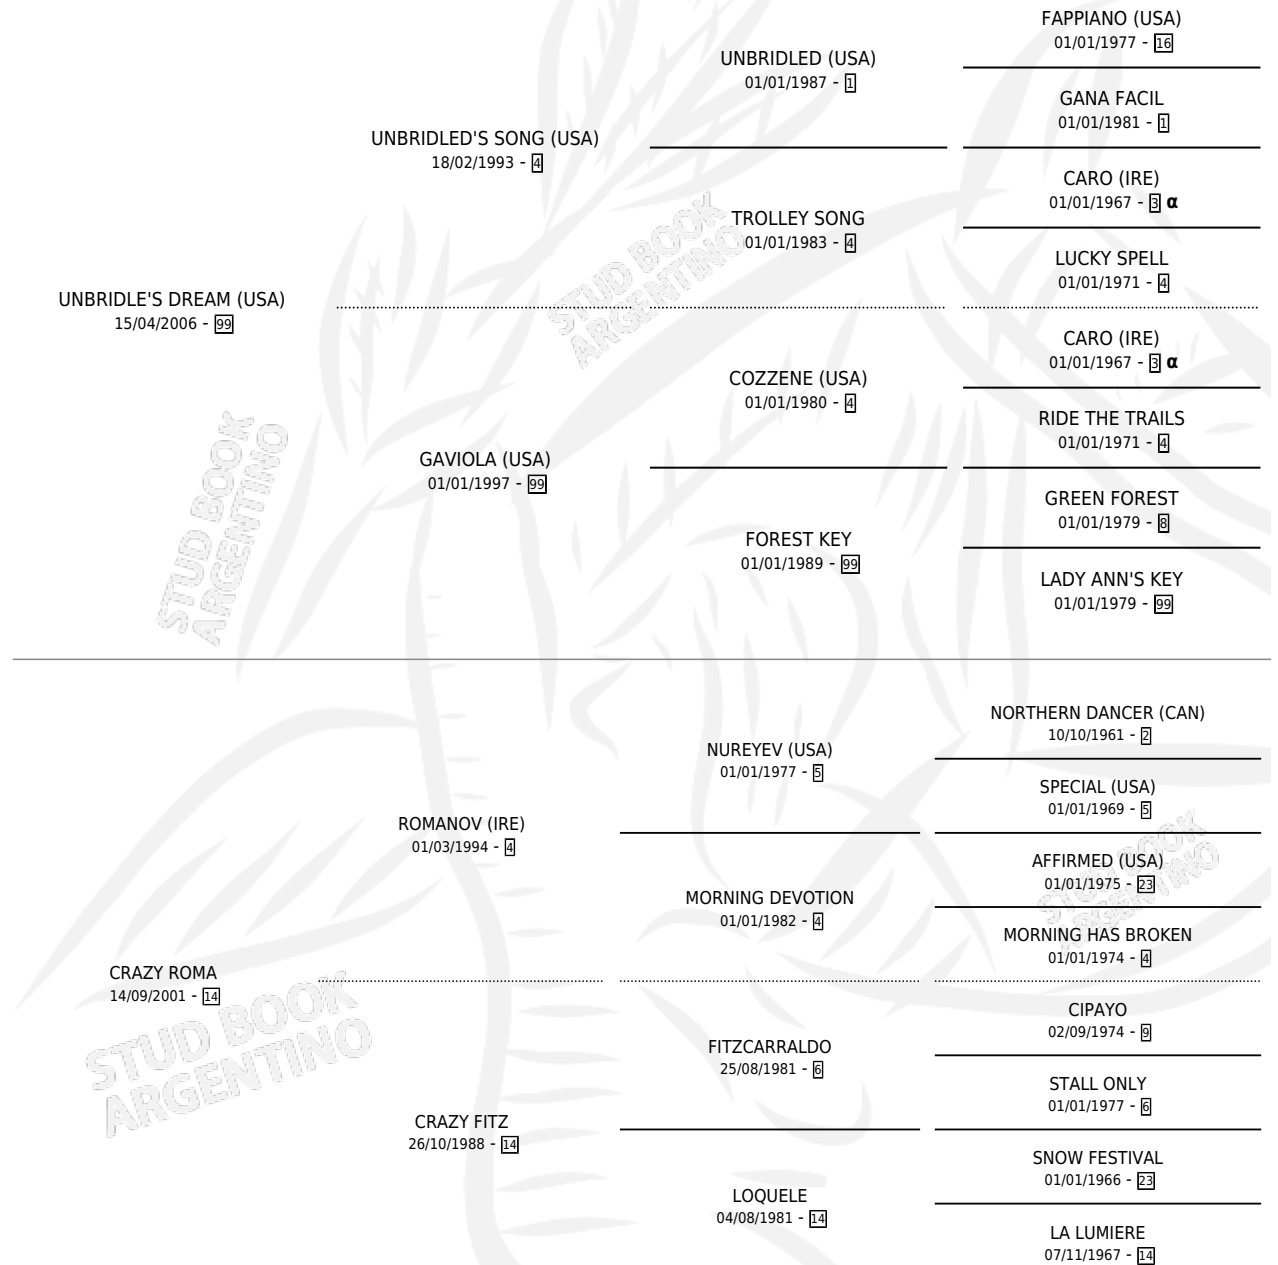 FAPPIANO (USA)
01/01/1977 - 16
UNBRIDLED (USA)
01/01/1987 - 1
GANA FACIL
01/01/1981 - 1
UNBRIDLED'S SONG (USA)
18/02/1993 - 4
CARO (IRE)
01/01/1967 - 3 α
TROLLEY SONG
01/01/1983 - 4
LUCKY SPELL
01/01/1971 - 4
UNBRIDLE'S DREAM (USA)
15/04/2006 - 99
STUD BOOK
ARGENTINO
CARO (IRE)
01/01/1967 - 3 α
COZZENE (USA)
01/01/1980 - 4
RIDE THE TRAILS
01/01/1971 - 4
GAVIOLA (USA)
01/01/1997 - 99
GREEN FOREST
01/01/1979 - 8
FOREST KEY
01/01/1989 - 99
LADY ANN'S KEY
01/01/1979 - 99
STUD BOOK
ARGENTINO
NORTHERN DANCER (CAN)
10/10/1961 - 2
NUREYEV (USA)
01/01/1977 - 5
SPECIAL (USA)
01/01/1969 - 5
ROMANOV (IRE)
01/03/1994 - 4
AFFIRMED (USA)
01/01/1975 - 23
STUD BOOK
ARGENTINO
MORNING DEVOTION
01/01/1982 - 4
MORNING HAS BROKEN
01/01/1974 - 4
CRAZY ROMA
14/09/2001 - 14
STUD BOOK
ARGENTINO
CIPAYO
02/09/1974 - 9
FITZCARRALDO
25/08/1981 - 6
STALL ONLY
01/01/1977 - 6
CRAZY FITZ
26/10/1988 - 14
SNOW FESTIVAL
01/01/1966 - 23
LOQUELE
04/08/1981 - 14
LA LUMIERE
07/11/1967 - 14